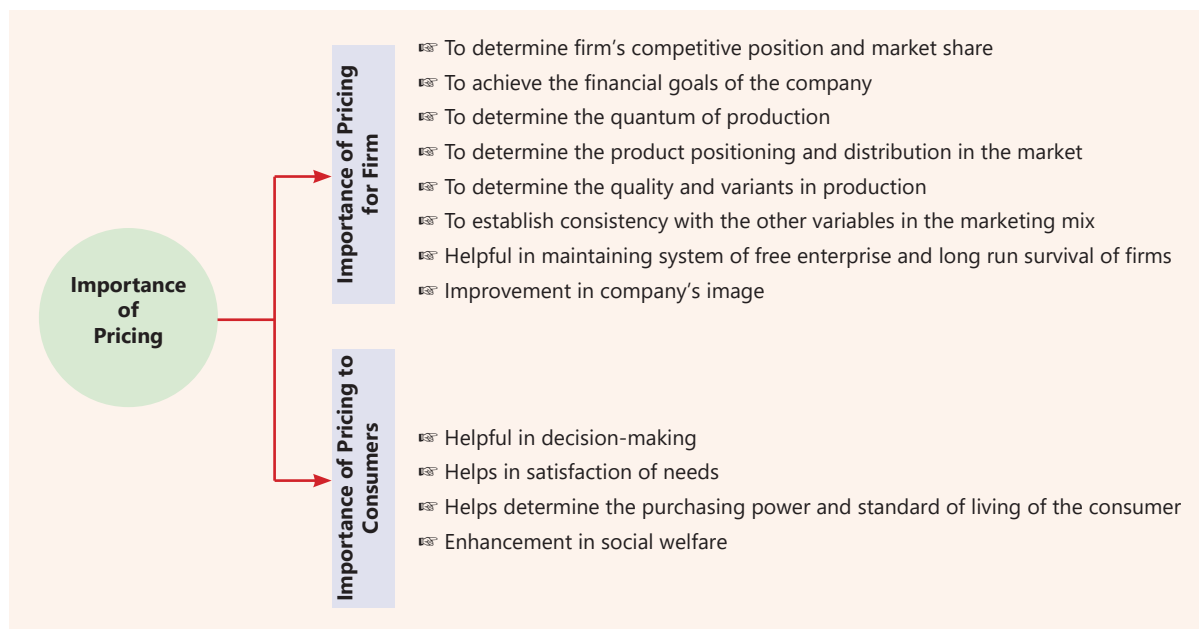 Importance
of
Pricing
Importance of Pricing
for Firm
☞ To determine firm’s competitive position and market share
☞ To achieve the financial goals of the company
☞ To determine the quantum of production
☞ To determine the product positioning and distribution in the market
☞ To determine the quality and variants in production
☞ To establish consistency with the other variables in the marketing mix
☞ Helpful in maintaining system of free enterprise and long run survival of firms
☞ Improvement in company’s image
Importance of Pricing to
Consumers
☞ Helpful in decision-making
☞ Helps in satisfaction of needs
☞ Helps determine the purchasing power and standard of living of the consumer
☞ Enhancement in social welfare